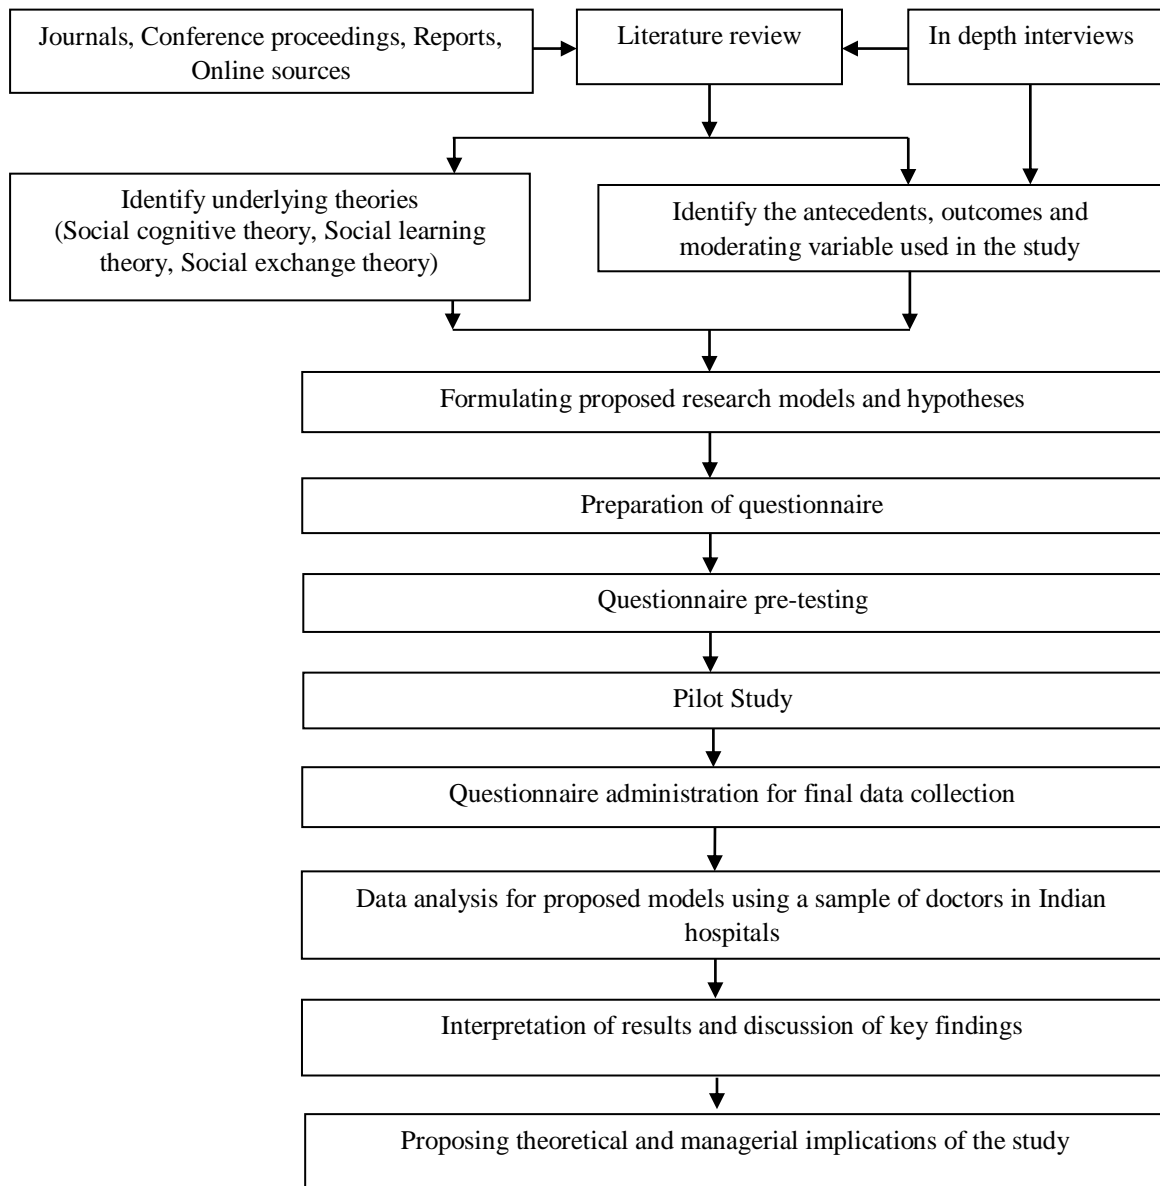 Journals, Conference proceedings, Reports,
Online sources
Literature review
In depth interviews
Identify underlying theories
(Social cognitive theory, Social learning
theory, Social exchange theory)
Identify the antecedents, outcomes and
moderating variable used in the study
Formulating proposed research models and hypotheses
Preparation of questionnaire
Questionnaire pre-testing
Pilot Study
Questionnaire administration for final data collection
Data analysis for proposed models using a sample of doctors in Indian
hospitals
Interpretation of results and discussion of key findings
Proposing theoretical and managerial implications of the study